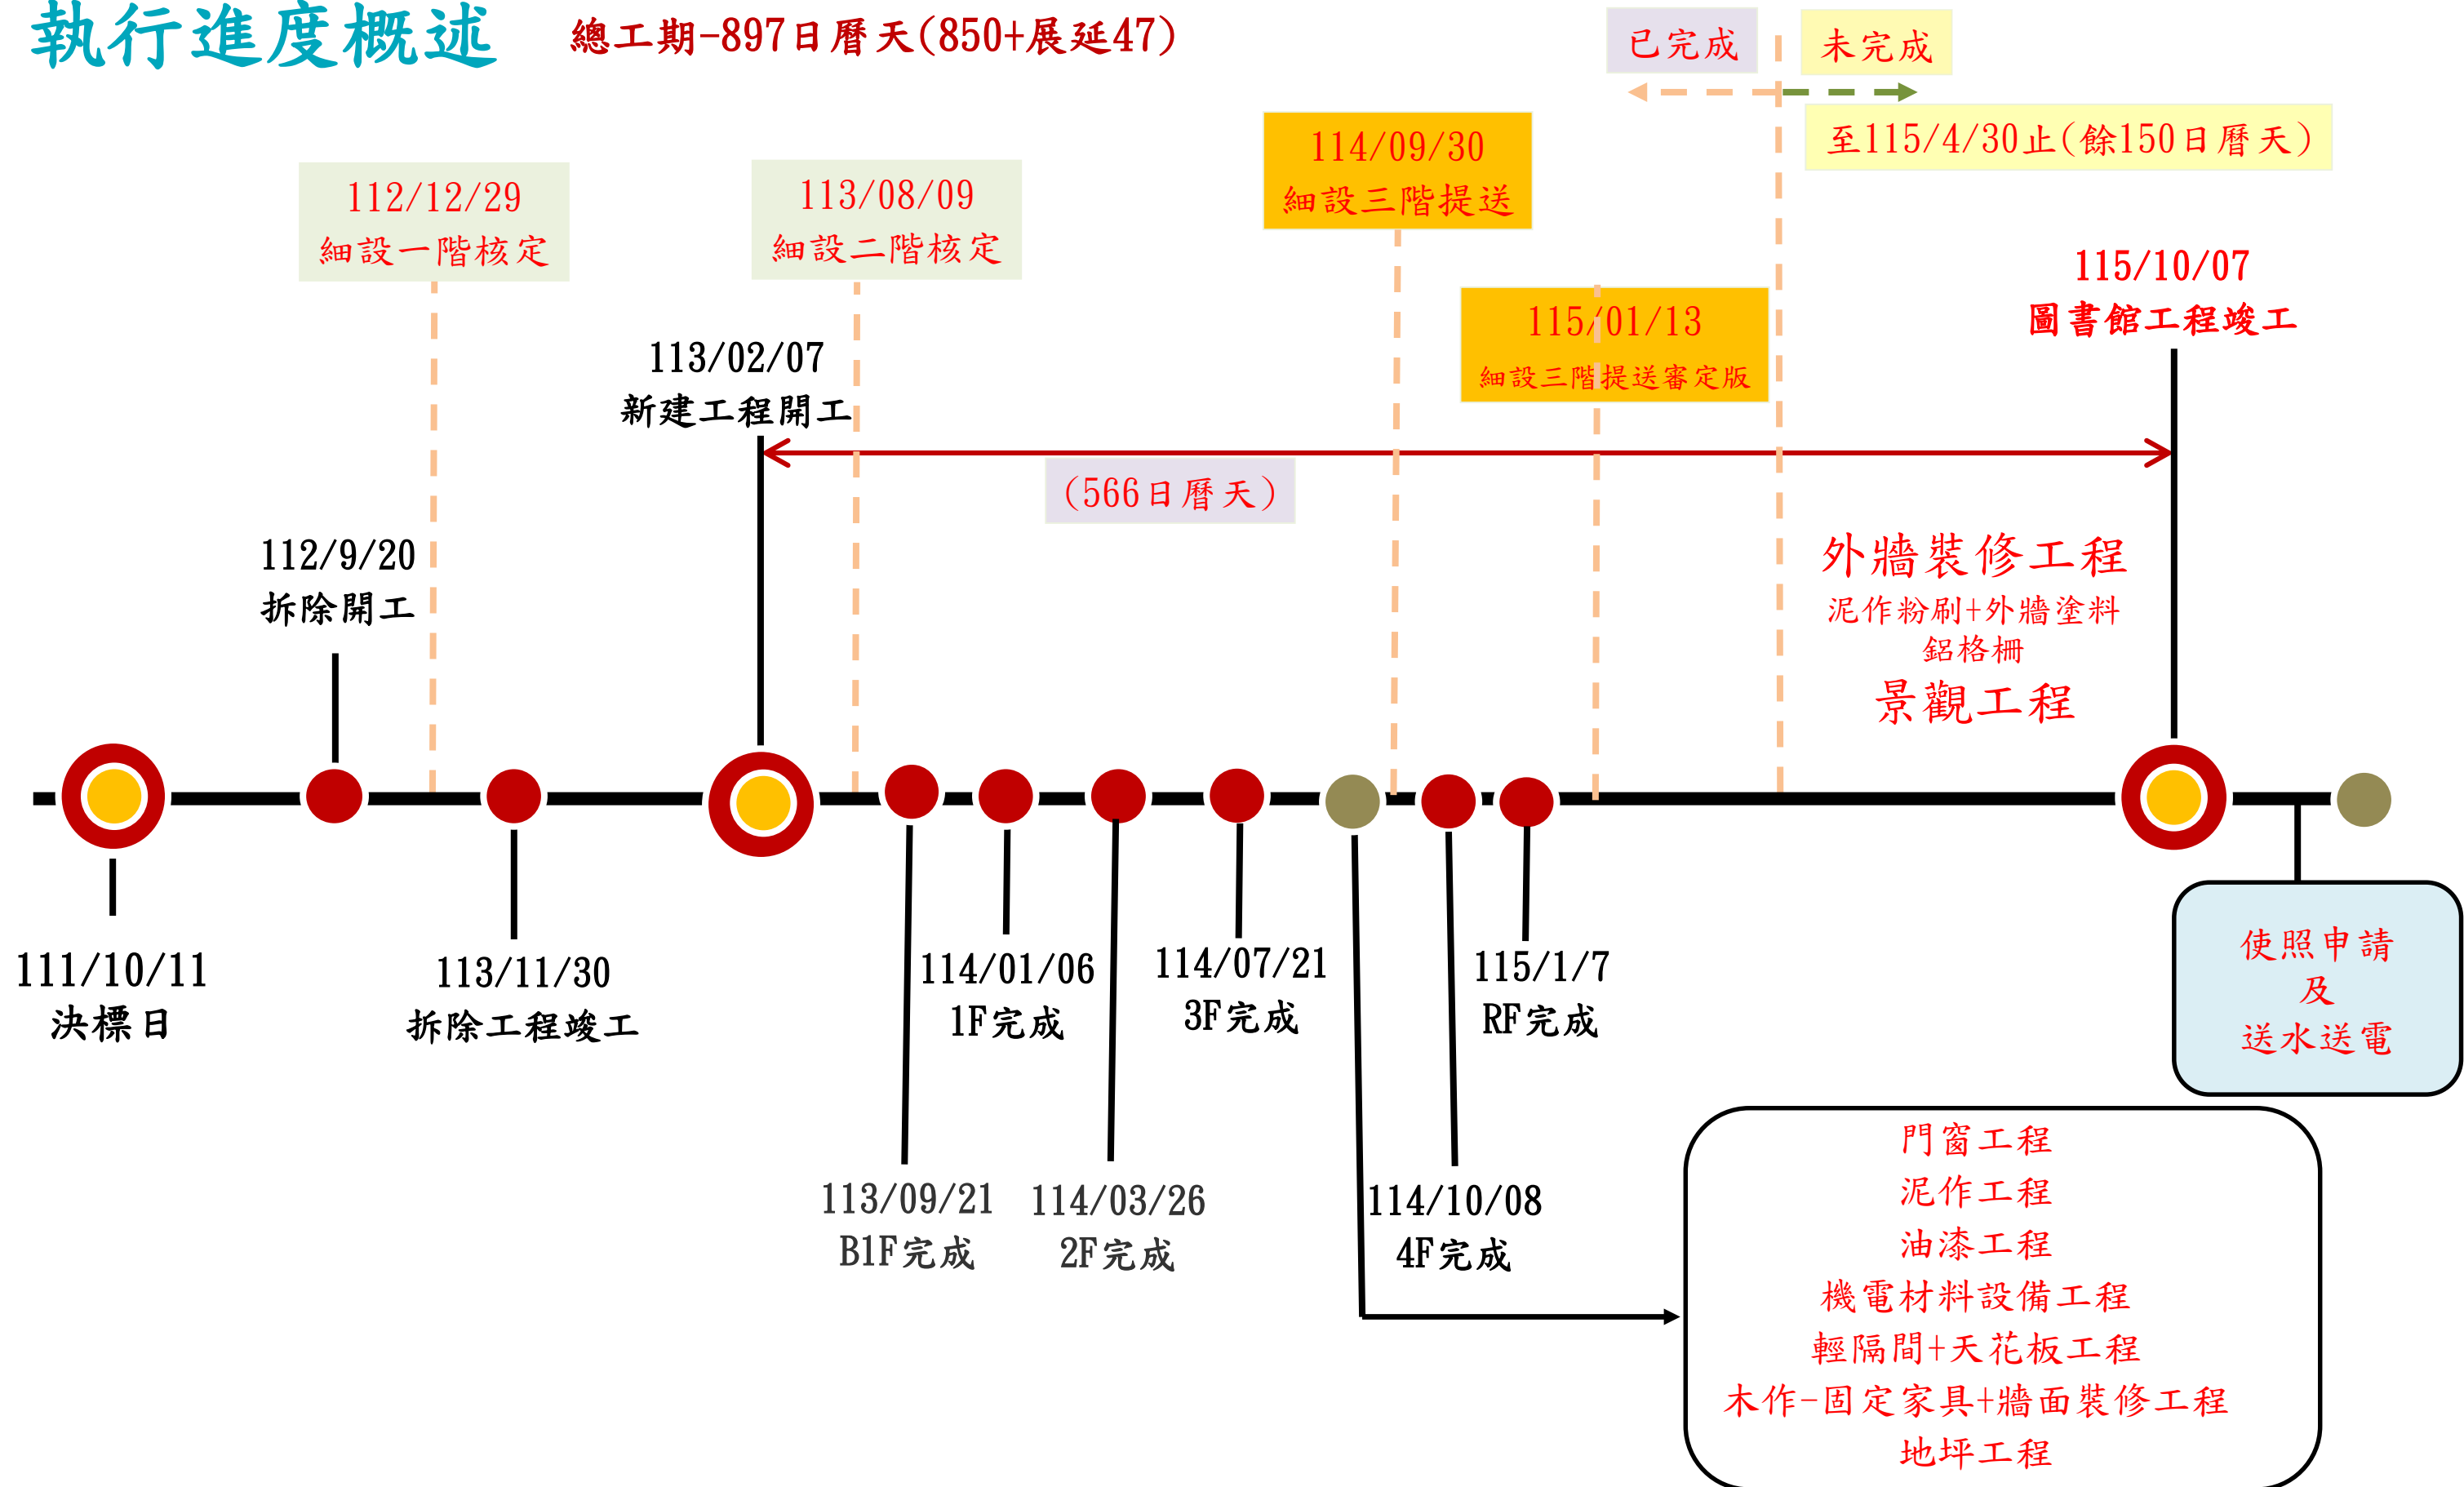 執行進度概述
總工期-897日曆天(850+展延47)
已完成
未完成
至115/4/30止(餘150日曆天)
112/12/29
細設一階核定
113/08/09
細設二階核定
114/09/30
細設三階提送
115/01/13
細設三階提送審定版
115/10/07
圖書館工程竣工
113/02/07
新建工程開工
(566日曆天)
112/9/20
拆除開工
外牆裝修工程
泥作粉刷+外牆塗料
鋁格柵
景觀工程
111/10/11
決標日
113/11/30
拆除工程竣工
114/01/06
1F完成
114/07/21
3F完成
115/1/7
RF完成
使照申請
及
送水送電
113/09/21
B1F完成
114/03/26
2F完成
114/10/08
4F完成
門窗工程
泥作工程
油漆工程
機電材料設備工程
輕隔間+天花板工程
木作-固定家具+牆面裝修工程
地坪工程